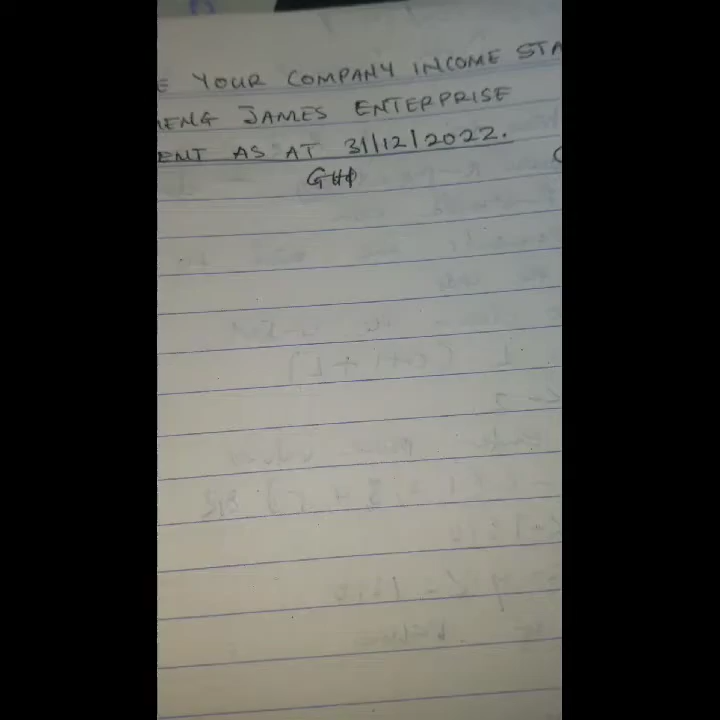 E YOUR COMPANY INCOME STA
ENG JAMES ENTERPRISE
ENT AS AT 31/12/2022.
GH¢